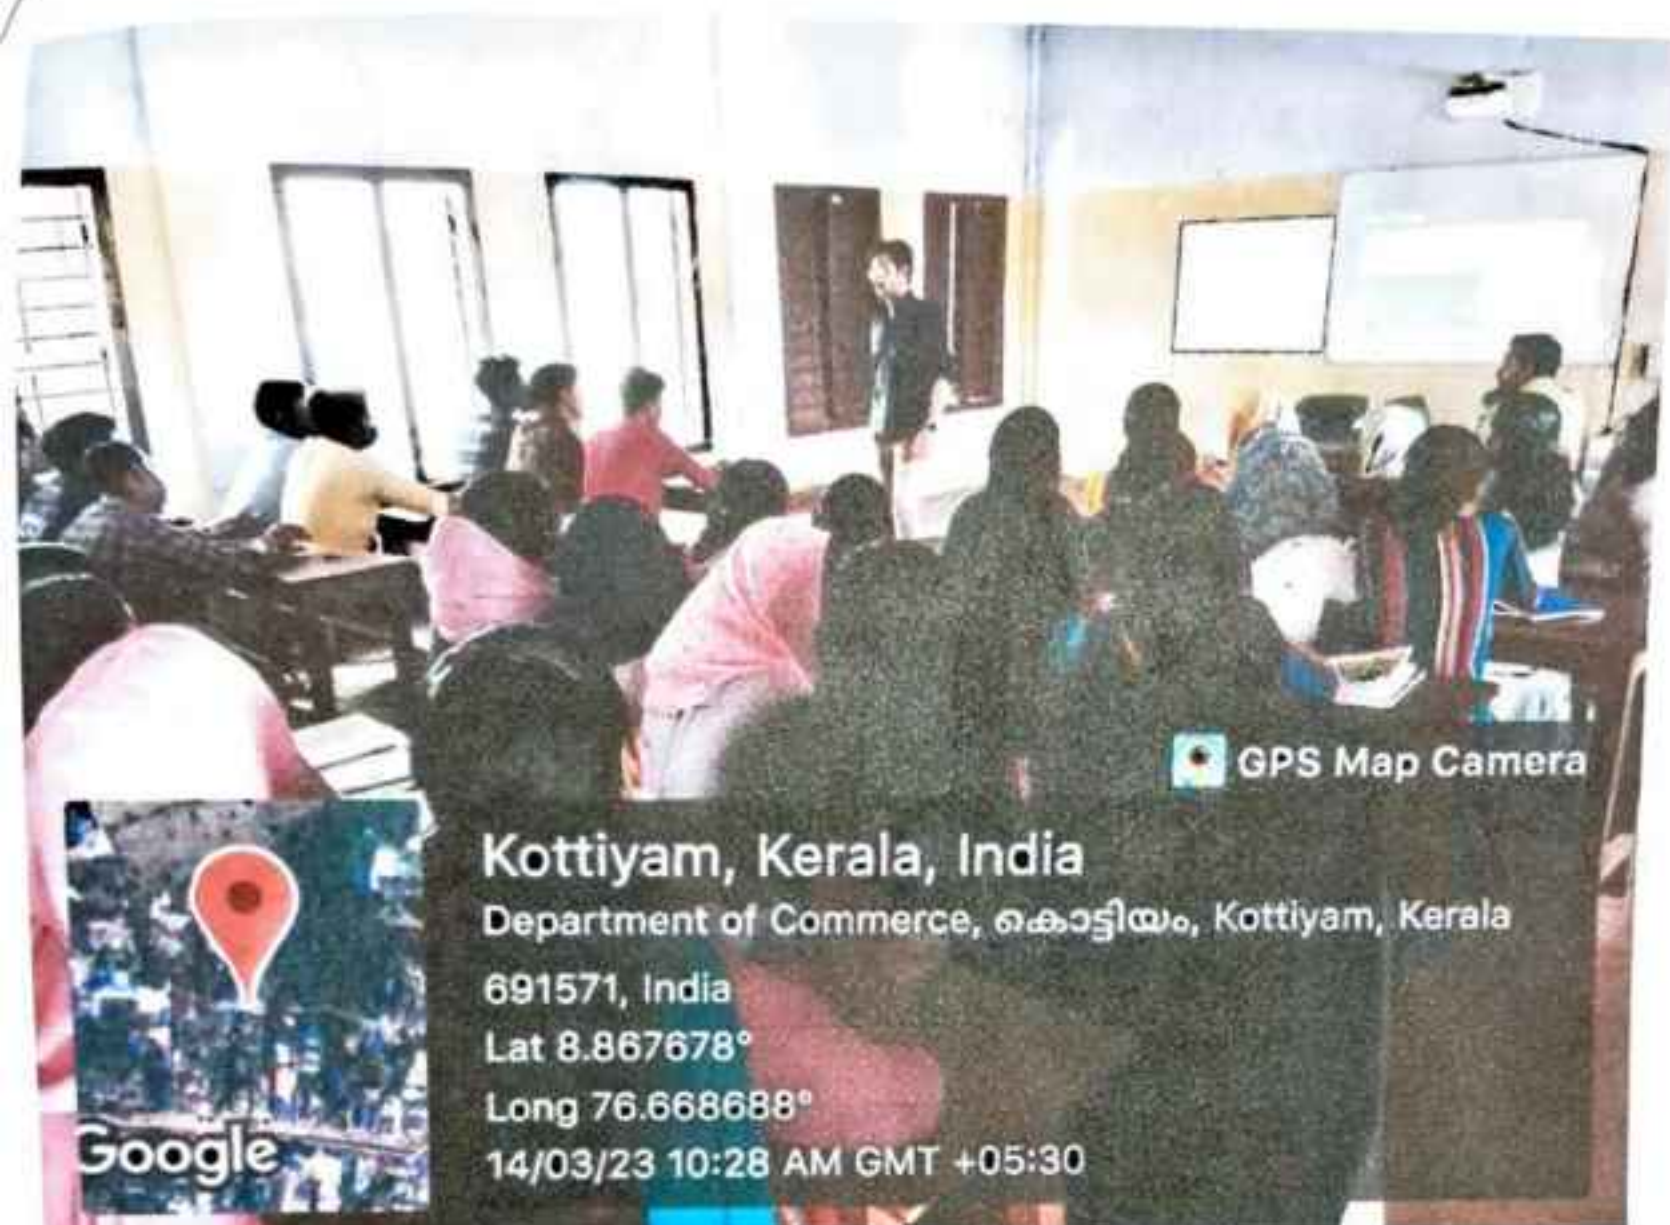 GPS Map Camera
Kottiyam, Kerala, India
Department of Commerce, കൊട്ടിയം, Kottiyam, Kerala
691571, India
Lat 8.867678°
Long 76.668688°
14/03/23 10:28 AM GMT +05:30
Google